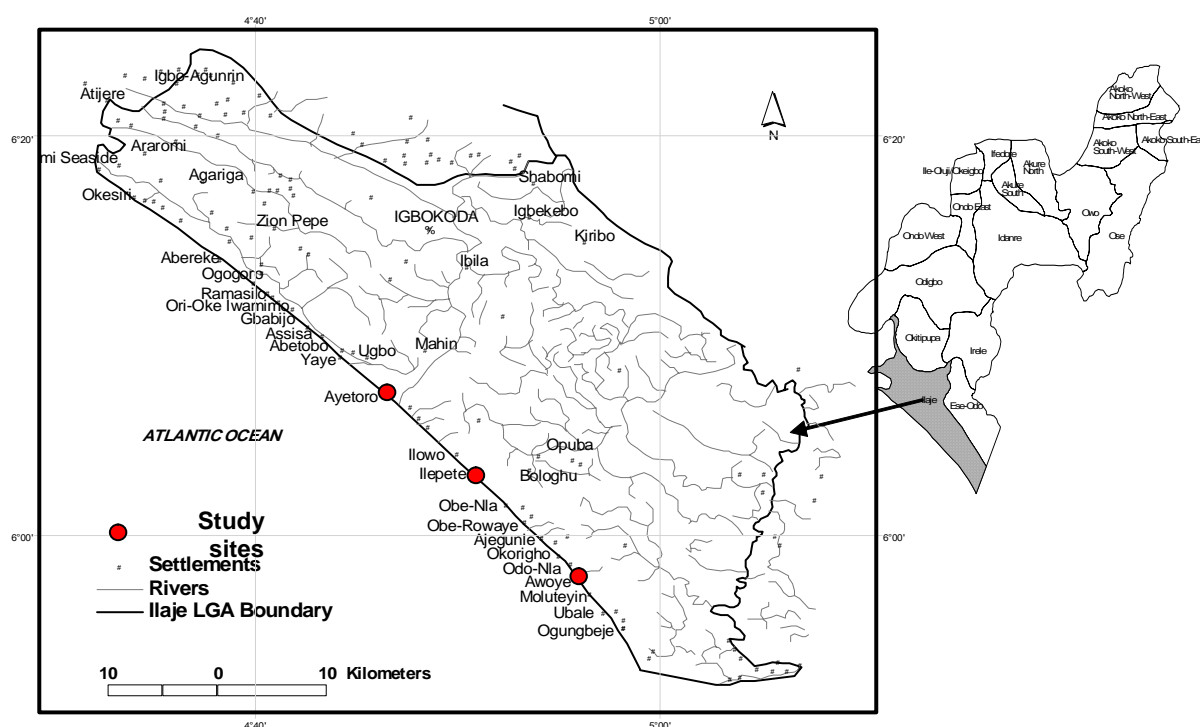 4°40'
5°00'
Igbo-Agunrin
Atijere
6°20'
6°20'
N
Araromi
mi Seaside
Agariga
Shabomi
Okesiri
Zion Pepe
IGBOKODA
Igbekebo
Kiribo
Abereke
Ibila
Ogogoro
Ramasilo
Ori-Oke Iwamimo
Gbabijo
Assisa
Abetobo
Mahin
Yaye
Ugbo
Ayetoro
ATLANTIC OCEAN
Opuba
Ilowo
Ilepete
Bologhu
Obe-Nla
Obe-Rowaye
Ajegunle
6°00'
6°00'
Okorigho
Odo-Nla
Awoye
Moluteyin
Ubale
Ogungbeje
Study
sites
Settlements
Rivers
Ilaje LGA Boundary
10 0 10 Kilometers
4°40'
5°00'
Akoko
North-West
Akoko North-East
Akoko
South-West
Akoko South-Ea
Ifedore
Akure
North
Ile-Oluji/Okeigbo
Akure
South
Ondo East
Owo
Ose
Ondo West
Idanre
Odigbo
Okitipupa
Irele
Ilaje
Ese-Odo